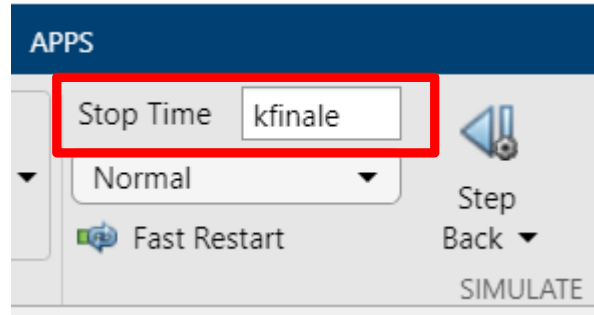 APPS
Stop Time kfinale
Normal
Fast Restart
Step
Back
SIMULATE